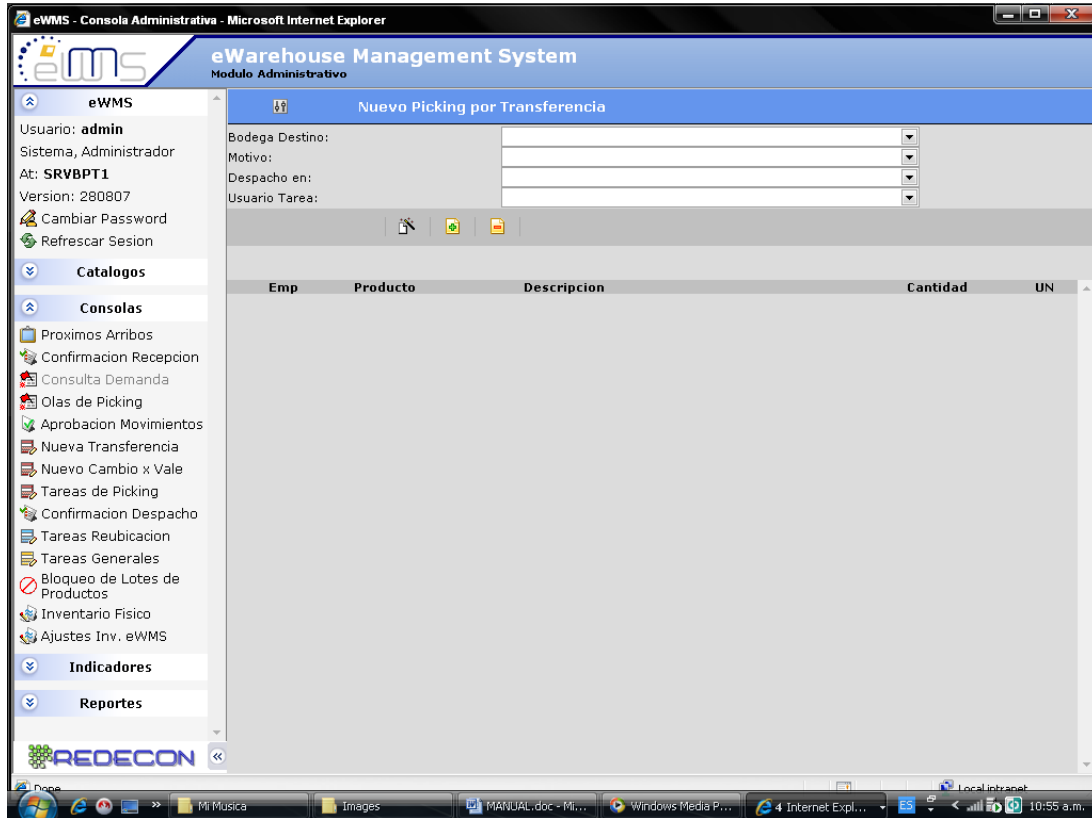 eWMS - Consola Administrativa - Microsoft Internet Explorer
eWMS
eWarehouse Management System
Modulo Administrativo
eWMS
Usuario: admin
Sistema, Administrador
At: SRVBPT1
Version: 280807
Cambiar Password
Refrescar Sesion
Catalogos
Consolas
Proximos Arribos
Confirmacion Recepcion
Consulta Demanda
Olas de Picking
Aprobacion Movimientos
Nueva Transferencia
Nuevo Cambio x Vale
Tareas de Picking
Confirmacion Despacho
Tareas Reubicacion
Tareas Generales
Bloqueo de Lotes de
Productos
Inventario Fisico
Ajustes Inv. eWMS
Indicadores
Reportes
REDECON
Nuevo Picking por Transferencia
Bodega Destino:
Motivo:
Despacho en:
Usuario Tarea:
Emp Producto Descripcion Cantidad UN
Done Local intranet
Mi Musica Images MANUAL.doc - Mi... Windows Media P... 4 Internet Expl... ES 10:55 a.m.